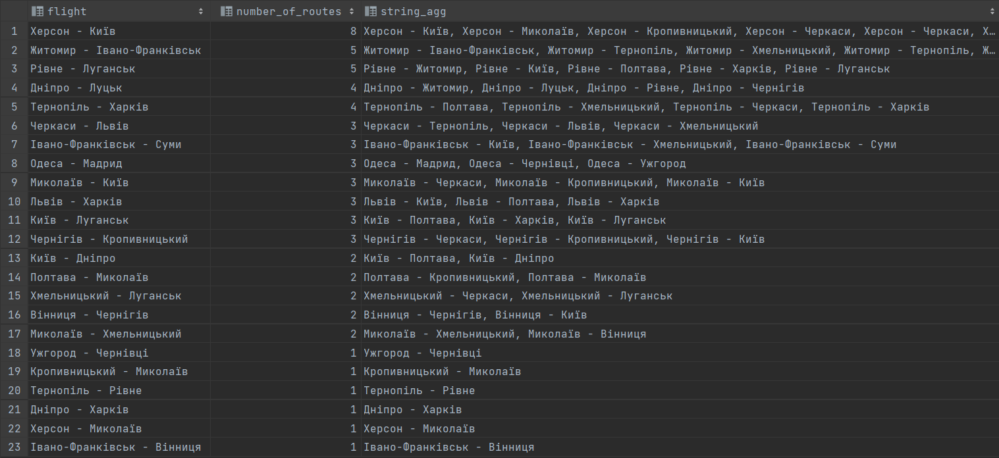 flight number_of_routes string_agg
1 Херсон - Київ 8 Херсон - Київ, Херсон - Миколаїв, Херсон - Кропивницький, Херсон - Черкаси, Херсон - Черкаси, Х…
2 Житомир - Івано-Франківськ 5 Житомир - Івано-Франківськ, Житомир - Тернопіль, Житомир - Хмельницький, Житомир - Тернопіль, Ж…
3 Рівне - Луганськ 5 Рівне - Житомир, Рівне - Київ, Рівне - Полтава, Рівне - Харків, Рівне - Луганськ
4 Дніпро - Луцьк 4 Дніпро - Житомир, Дніпро - Луцьк, Дніпро - Рівне, Дніпро - Чернігів
5 Тернопіль - Харків 4 Тернопіль - Полтава, Тернопіль - Хмельницький, Тернопіль - Черкаси, Тернопіль - Харків
6 Черкаси - Львів 3 Черкаси - Тернопіль, Черкаси - Львів, Черкаси - Хмельницький
7 Івано-Франківськ - Суми 3 Івано-Франківськ - Київ, Івано-Франківськ - Хмельницький, Івано-Франківськ - Суми
8 Одеса - Мадрид 3 Одеса - Мадрид, Одеса - Чернівці, Одеса - Ужгород
9 Миколаїв - Київ 3 Миколаїв - Черкаси, Миколаїв - Кропивницький, Миколаїв - Київ
10 Львів - Харків 3 Львів - Київ, Львів - Полтава, Львів - Харків
11 Київ - Луганськ 3 Київ - Полтава, Київ - Харків, Київ - Луганськ
12 Чернігів - Кропивницький 3 Чернігів - Черкаси, Чернігів - Кропивницький, Чернігів - Київ
13 Київ - Дніпро 2 Київ - Полтава, Київ - Дніпро
14 Полтава - Миколаїв 2 Полтава - Кропивницький, Полтава - Миколаїв
15 Хмельницький - Луганськ 2 Хмельницький - Черкаси, Хмельницький - Луганськ
16 Вінниця - Чернігів 2 Вінниця - Чернігів, Вінниця - Київ
17 Миколаїв - Хмельницький 2 Миколаїв - Хмельницький, Миколаїв - Вінниця
18 Ужгород - Чернівці 1 Ужгород - Чернівці
19 Кропивницький - Миколаїв 1 Кропивницький - Миколаїв
20 Тернопіль - Рівне 1 Тернопіль - Рівне
21 Дніпро - Харків 1 Дніпро - Харків
22 Херсон - Миколаїв 1 Херсон - Миколаїв
23 Івано-Франківськ - Вінниця 1 Івано-Франківськ - Вінниця